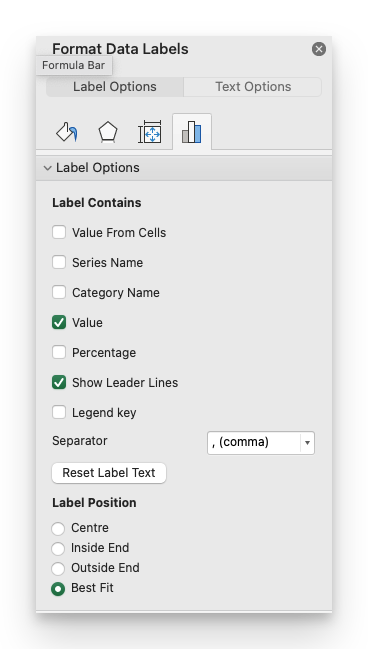 Format Data Labels
Formula Bar
Label Options Text Options
Label Options
Label Contains
Value From Cells
Series Name
Category Name
Value
Percentage
Show Leader Lines
Legend key
Separator , (comma)
Reset Label Text
Label Position
Centre
Inside End
Outside End
Best Fit